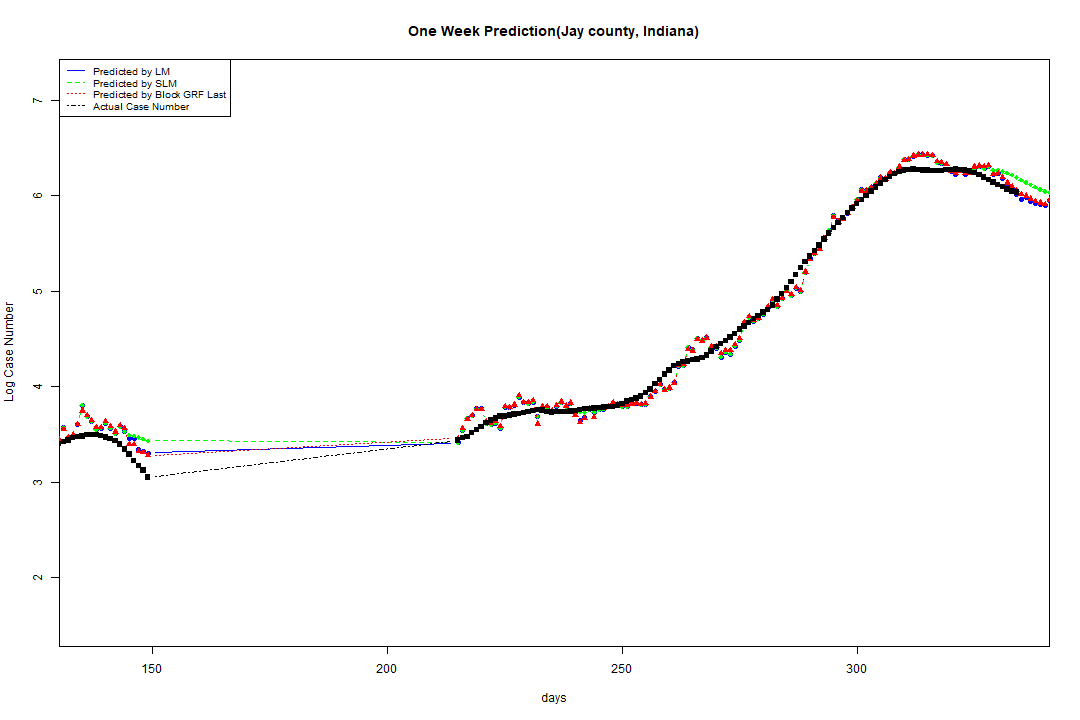 One Week Prediction(Jay county, Indiana)
Predicted by LM
Predicted by SLM
Predicted by Block GRF Last
Actual Case Number
7
6
5
4
3
2
Log Case Number
150 200 250 300
days